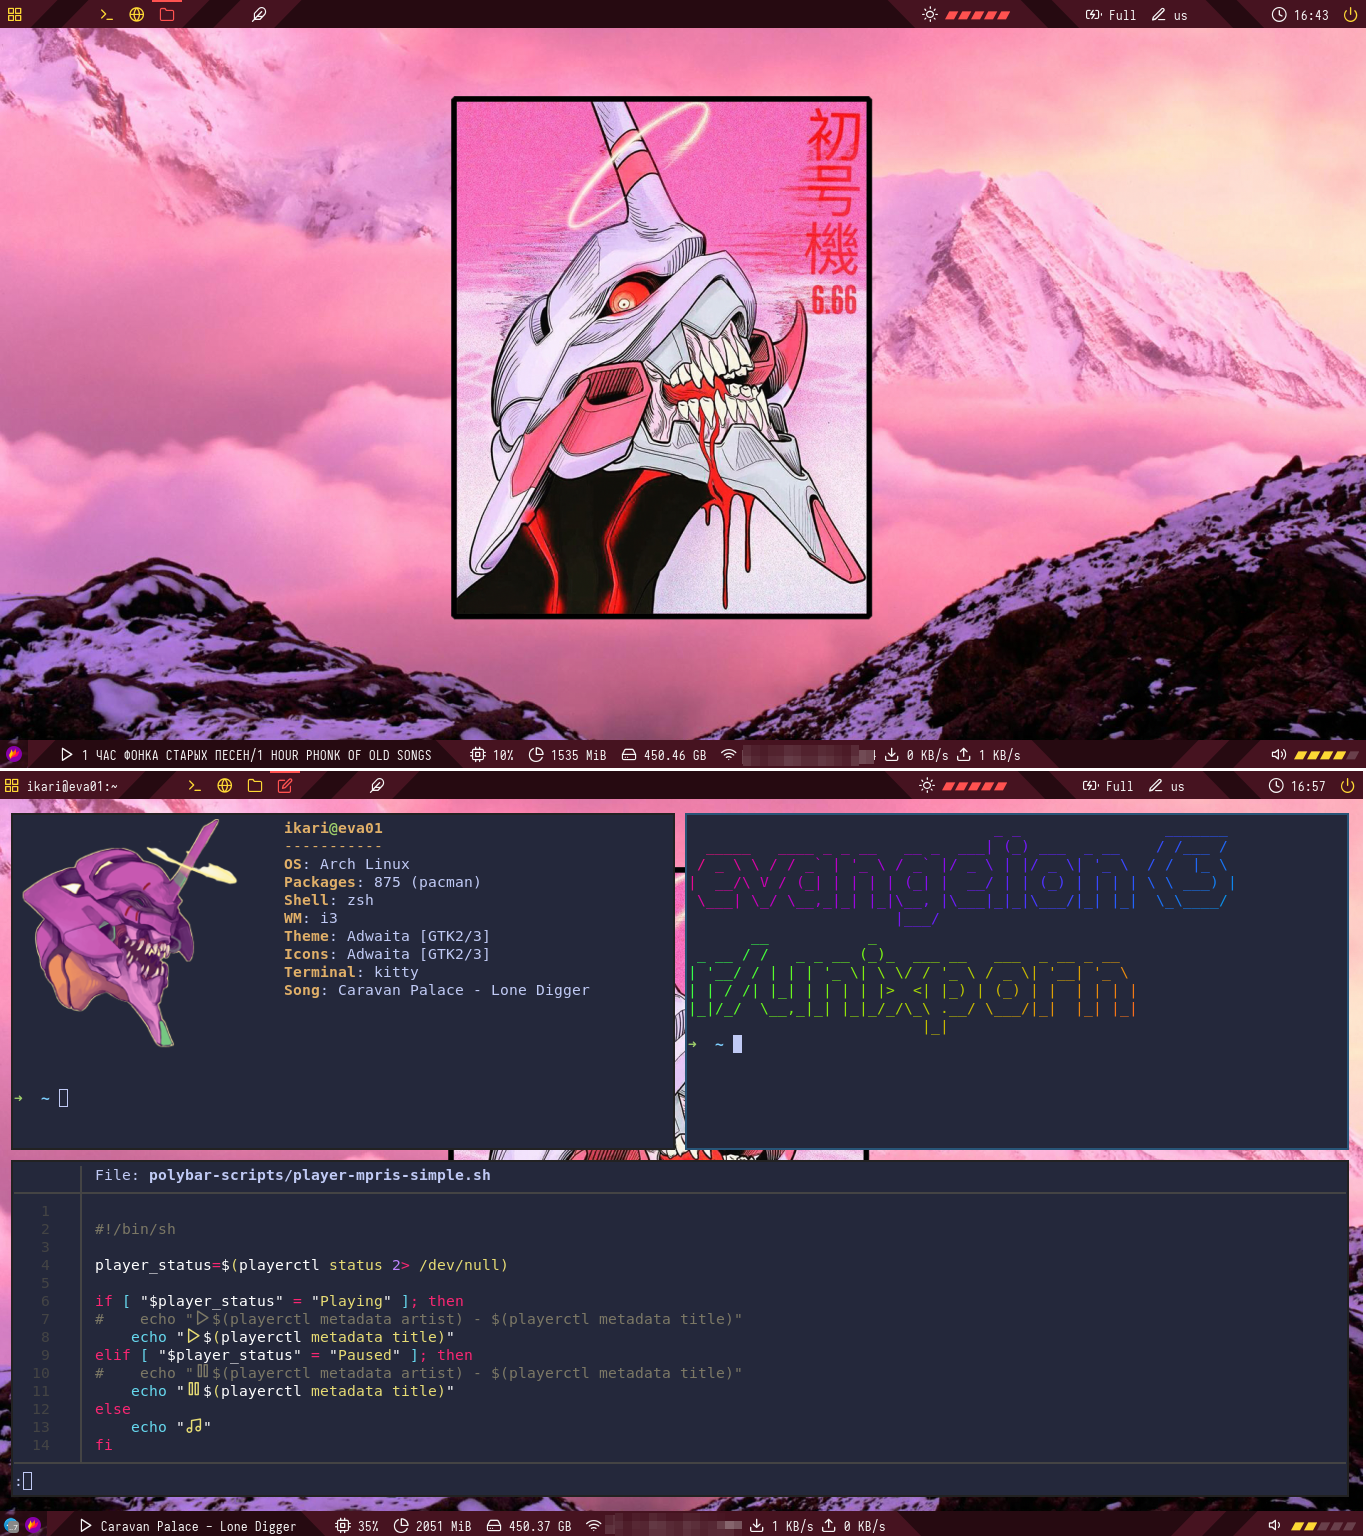 Full us 16:43
初
号
機
6.66
1 ЧАС ФОНКА СТАРЫХ ПЕСЕН/1 HOUR PHONK OF OLD SONGS 10% 1535 MiB 450.46 GB 0 KB/s 1 KB/s
ikari@eva01:~ Full us 16:57
ikari@eva01
-----------
OS: Arch Linux
Packages: 875 (pacman)
Shell: zsh
WM: i3
Theme: Adwaita [GTK2/3]
Icons: Adwaita [GTK2/3]
Terminal: kitty
Song: Caravan Palace - Lone Digger
➜ ~
evangelion <3
r/unixporn
➜ ~
File: polybar-scripts/player-mpris-simple.sh
1
2 #!/bin/sh
3
4 player_status=$(playerctl status 2> /dev/null)
5
6 if [ "$player_status" = "Playing" ]; then
7 #    echo "$(playerctl metadata artist) - $(playerctl metadata title)"
8     echo "$(playerctl metadata title)"
9 elif [ "$player_status" = "Paused" ]; then
10 #    echo "$(playerctl metadata artist) - $(playerctl metadata title)"
11     echo "$(playerctl metadata title)"
12 else
13     echo ""
14 fi
:
Caravan Palace - Lone Digger 35% 2051 MiB 450.37 GB 1 KB/s 0 KB/s